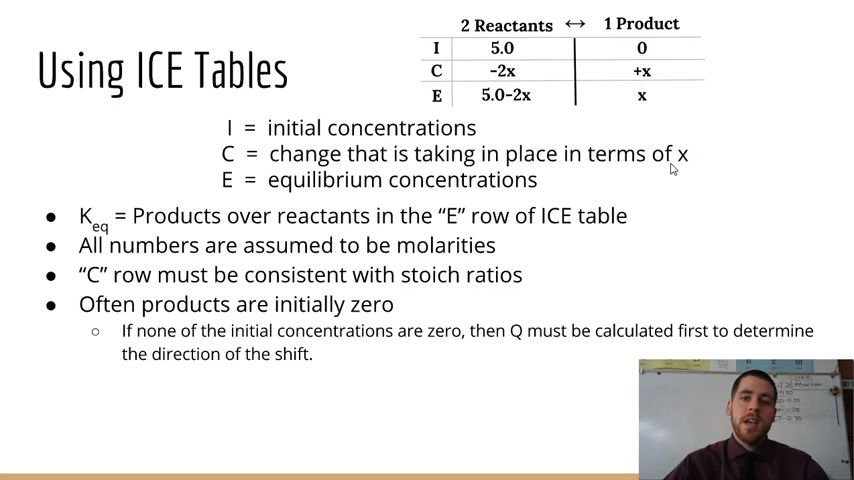 Using ICE Tables
2 Reactants ↔ 1 Product
I 5.0 0
C -2x +x
E 5.0-2x x
I = initial concentrations
C = change that is taking in place in terms of x
E = equilibrium concentrations
● Keq = Products over reactants in the “E” row of ICE table
● All numbers are assumed to be molarities
● “C” row must be consistent with stoich ratios
● Often products are initially zero
○ If none of the initial concentrations are zero, then Q must be calculated first to determine
the direction of the shift.